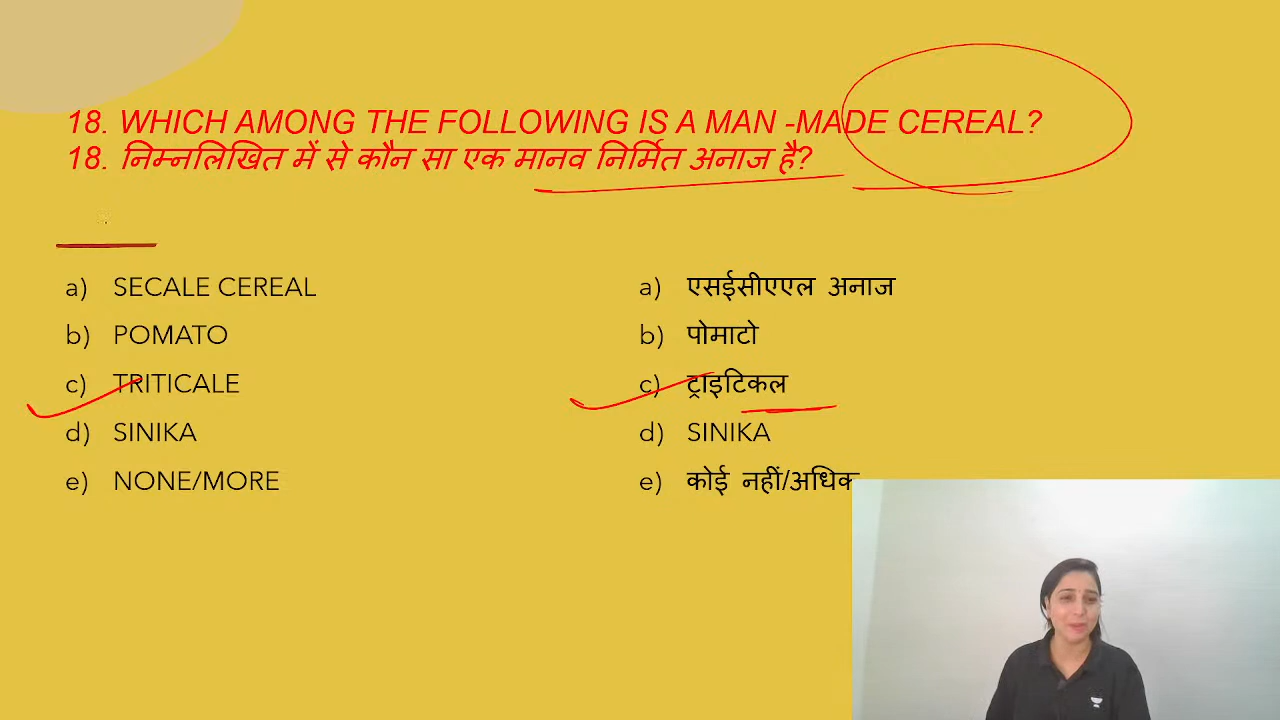 18. WHICH AMONG THE FOLLOWING IS A MAN -MADE CEREAL?
18. निम्नलिखित में से कौन सा एक मानव निर्मित अनाज है?
a) SECALE CEREAL
b) POMATO
c) TRITICALE
d) SINIKA
e) NONE/MORE
a) एसईसीएएल अनाज
b) पोमाटो
c) ट्राइटिकल
d) SINIKA
e) कोई नहीं/अधिक